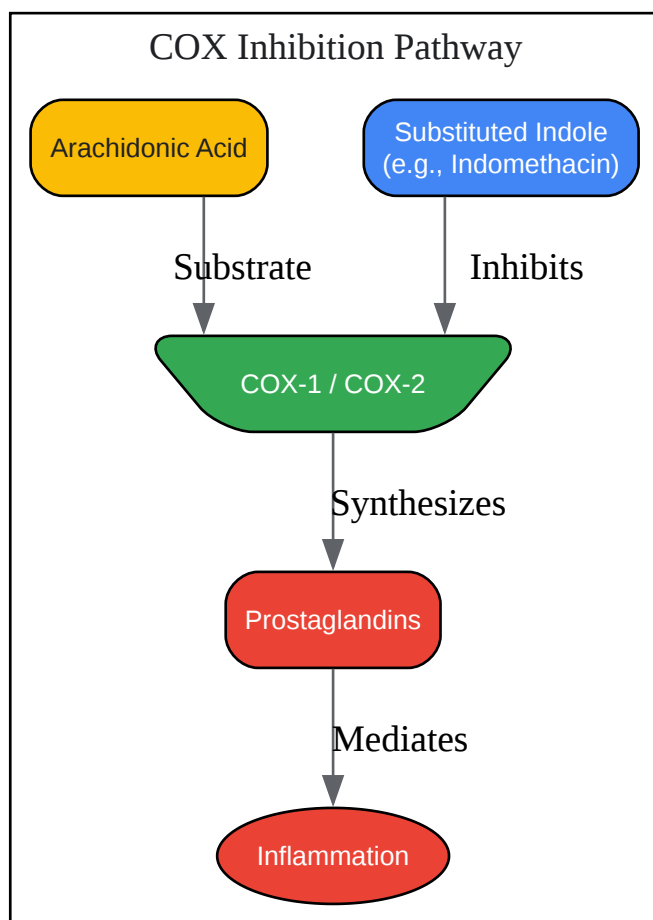 COX Inhibition Pathway
Arachidonic Acid
Substituted Indole
(e.g., Indomethacin)
Substrate
Inhibits
COX-1 / COX-2
Synthesizes
Prostaglandins
Mediates
Inflammation